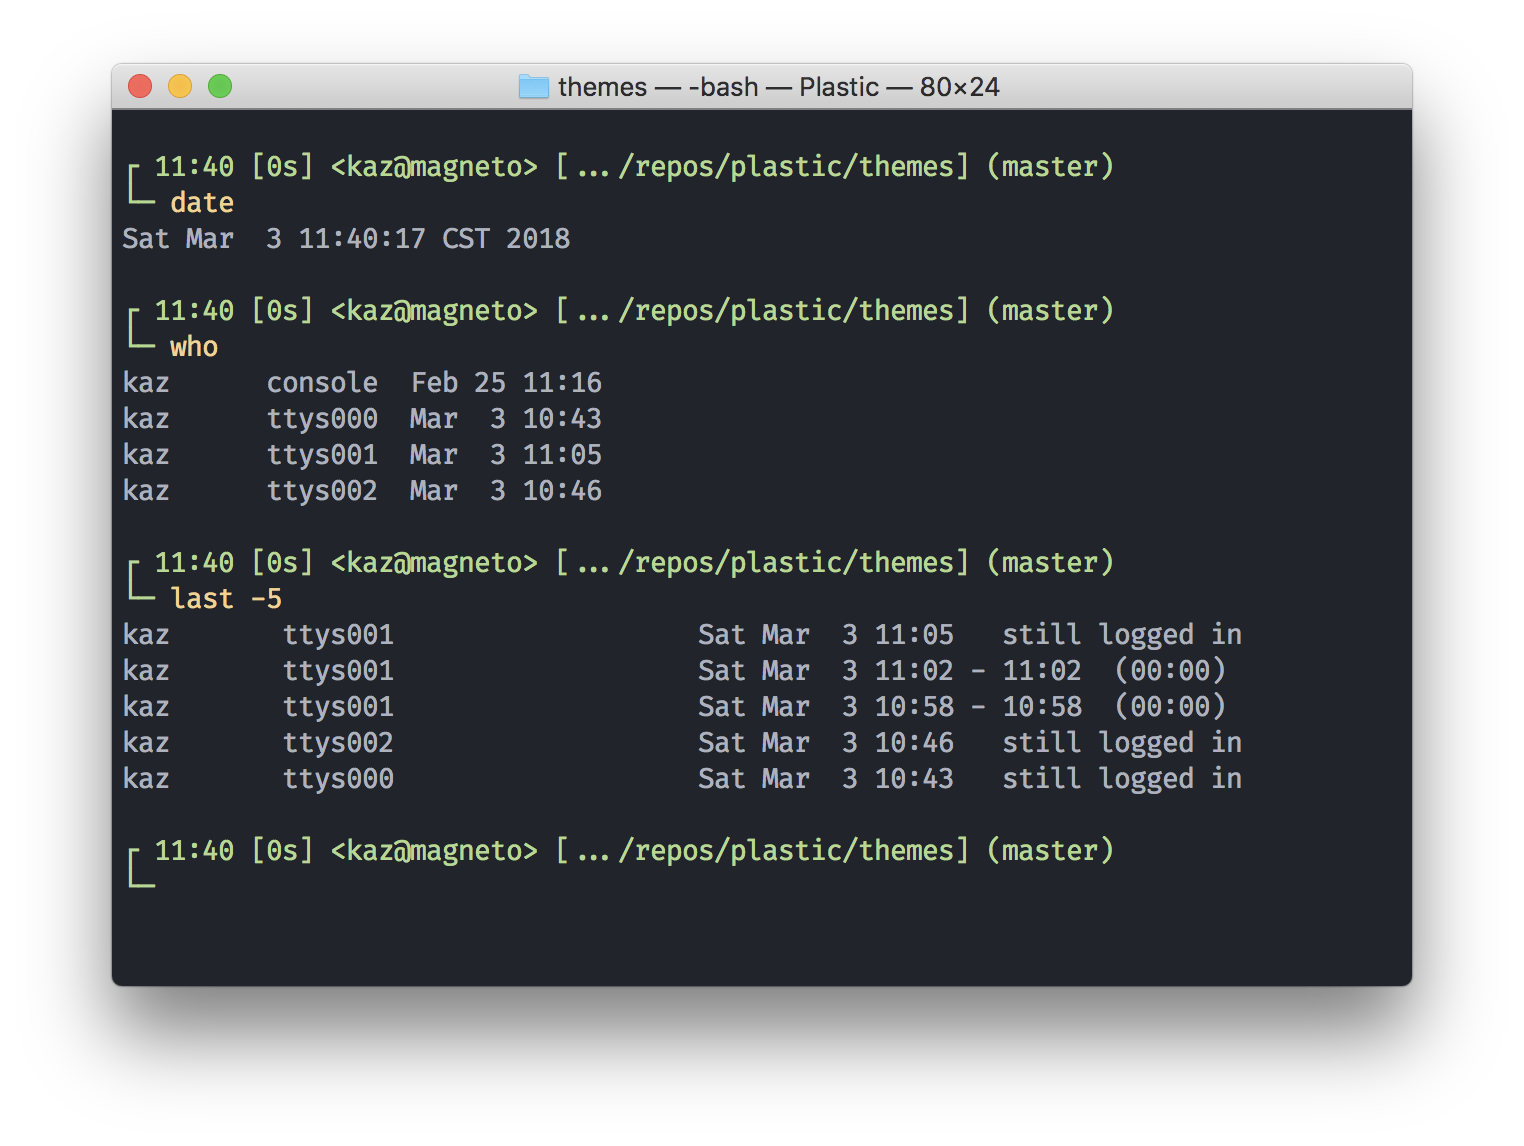 themes — -bash — Plastic — 80×24
┌ 11:40 [0s] <kaz@magneto> [.../repos/plastic/themes] (master)
└─ date
Sat Mar  3 11:40:17 CST 2018
┌ 11:40 [0s] <kaz@magneto> [.../repos/plastic/themes] (master)
└─ who
kaz      console  Feb 25 11:16
kaz      ttys000  Mar  3 10:43
kaz      ttys001  Mar  3 11:05
kaz      ttys002  Mar  3 10:46
┌ 11:40 [0s] <kaz@magneto> [.../repos/plastic/themes] (master)
└─ last -5
kaz       ttys001                   Sat Mar  3 11:05   still logged in
kaz       ttys001                   Sat Mar  3 11:02 - 11:02  (00:00)
kaz       ttys001                   Sat Mar  3 10:58 - 10:58  (00:00)
kaz       ttys002                   Sat Mar  3 10:46   still logged in
kaz       ttys000                   Sat Mar  3 10:43   still logged in
┌ 11:40 [0s] <kaz@magneto> [.../repos/plastic/themes] (master)
└─